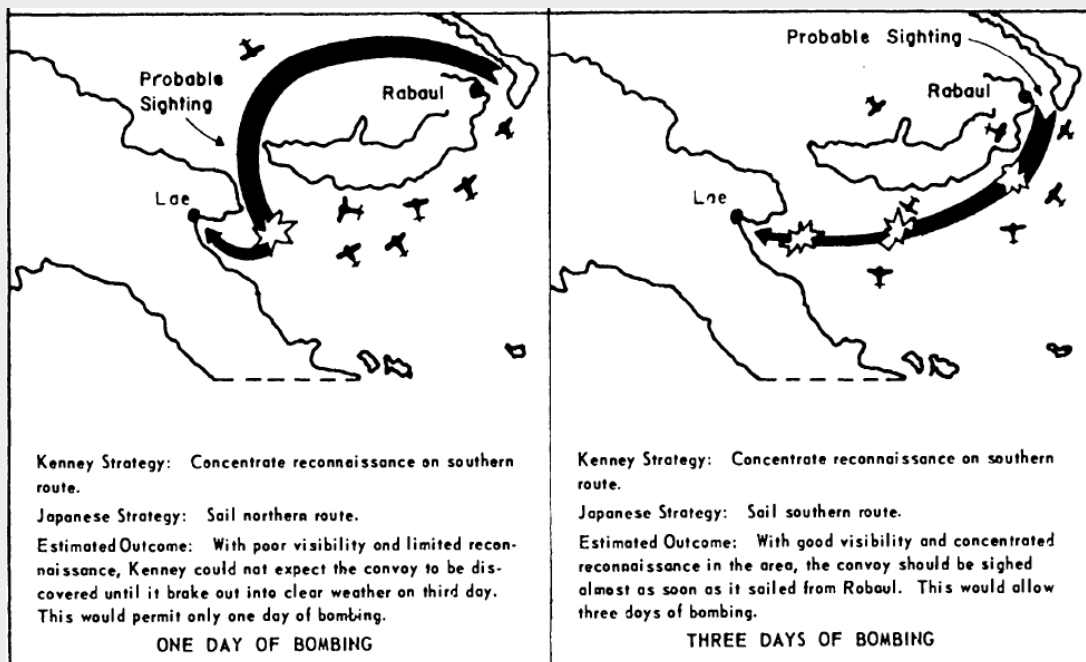 Probable
Sighting
Rabaul
Lae
Kenney Strategy: Concentrate reconnaissance on southern
route.
Japanese Strategy: Sail northern route.
Estimated Outcome: With poor visibility ond limited recon-
naissance, Kenney could not expect the convoy to be dis-
covered until it brake out into clear weather on third day.
This would permit only one day of bombing.
ONE DAY OF BOMBING
Probable Sighting
Rabaul
Lae
Kenney Strategy: Concentrate reconnaissance on southern
route.
Japanese Strategy: Sail southern route.
Estimated Outcome: With good visibility and concentrated
reconnaissance in the area, the convoy should be sighed
almost as soon as it sailed from Robaul. This would allow
three days of bombing.
THREE DAYS OF BOMBING